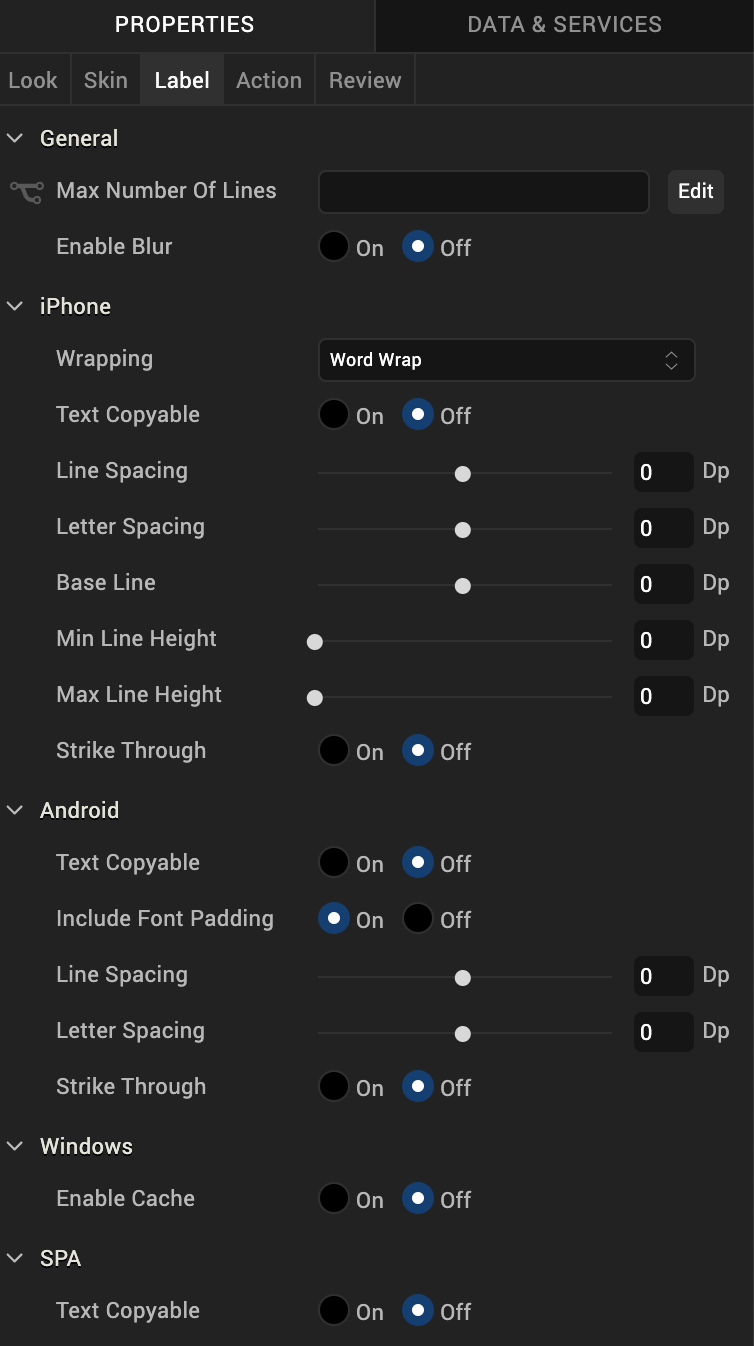 PROPERTIES DATA & SERVICES
Look Skin Label Action Review
General
Max Number Of Lines Edit
Enable Blur On Off
iPhone
Wrapping Word Wrap
Text Copyable On Off
Line Spacing 0 Dp
Letter Spacing 0 Dp
Base Line 0 Dp
Min Line Height 0 Dp
Max Line Height 0 Dp
Strike Through On Off
Android
Text Copyable On Off
Include Font Padding On Off
Line Spacing 0 Dp
Letter Spacing 0 Dp
Strike Through On Off
Windows
Enable Cache On Off
SPA
Text Copyable On Off